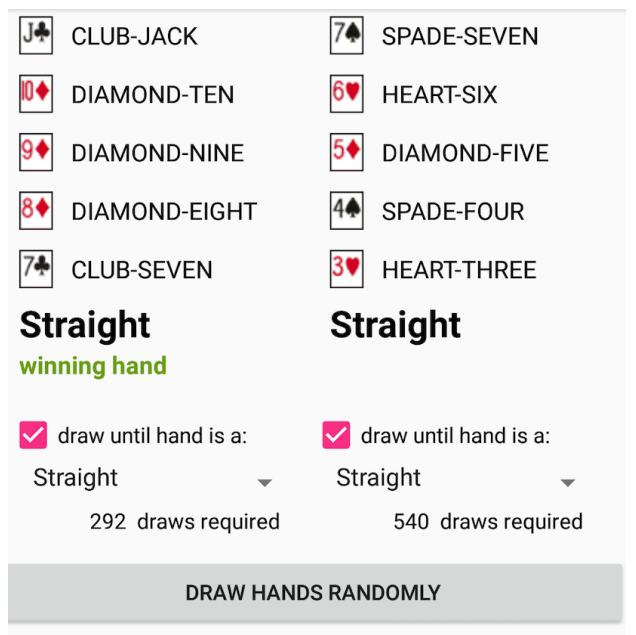 J♣ CLUB-JACK
10♦ DIAMOND-TEN
9♦ DIAMOND-NINE
8♦ DIAMOND-EIGHT
7♣ CLUB-SEVEN
Straight
winning hand
draw until hand is a:
Straight
292 draws required
7♠ SPADE-SEVEN
6♥ HEART-SIX
5♦ DIAMOND-FIVE
4♠ SPADE-FOUR
3♥ HEART-THREE
Straight
draw until hand is a:
Straight
540 draws required
DRAW HANDS RANDOMLY